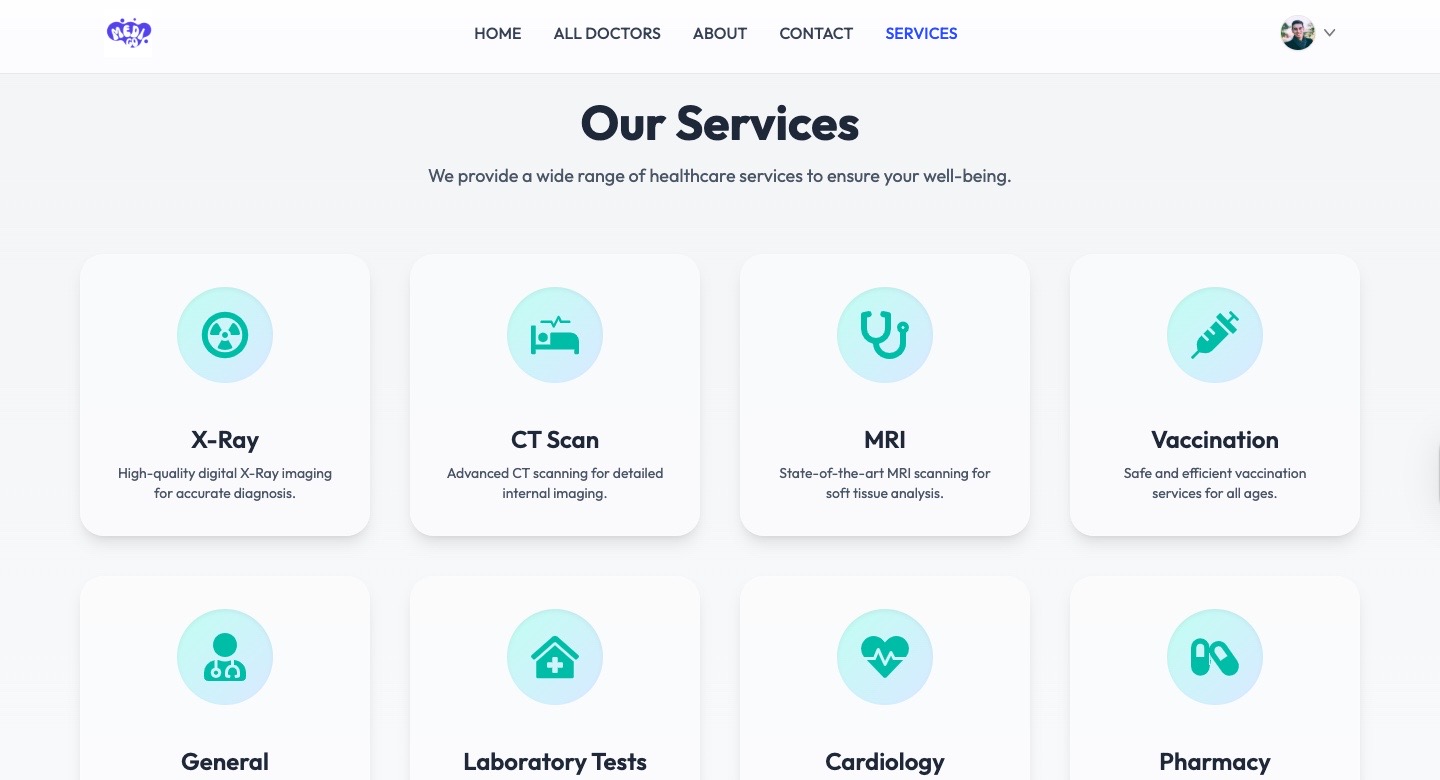 MEDI
GO
HOME ALL DOCTORS ABOUT CONTACT SERVICES
Our Services
We provide a wide range of healthcare services to ensure your well-being.
X-Ray
High-quality digital X-Ray imaging
for accurate diagnosis.
CT Scan
Advanced CT scanning for detailed
internal imaging.
MRI
State-of-the-art MRI scanning for
soft tissue analysis.
Vaccination
Safe and efficient vaccination
services for all ages.
General
Laboratory Tests
Cardiology
Pharmacy